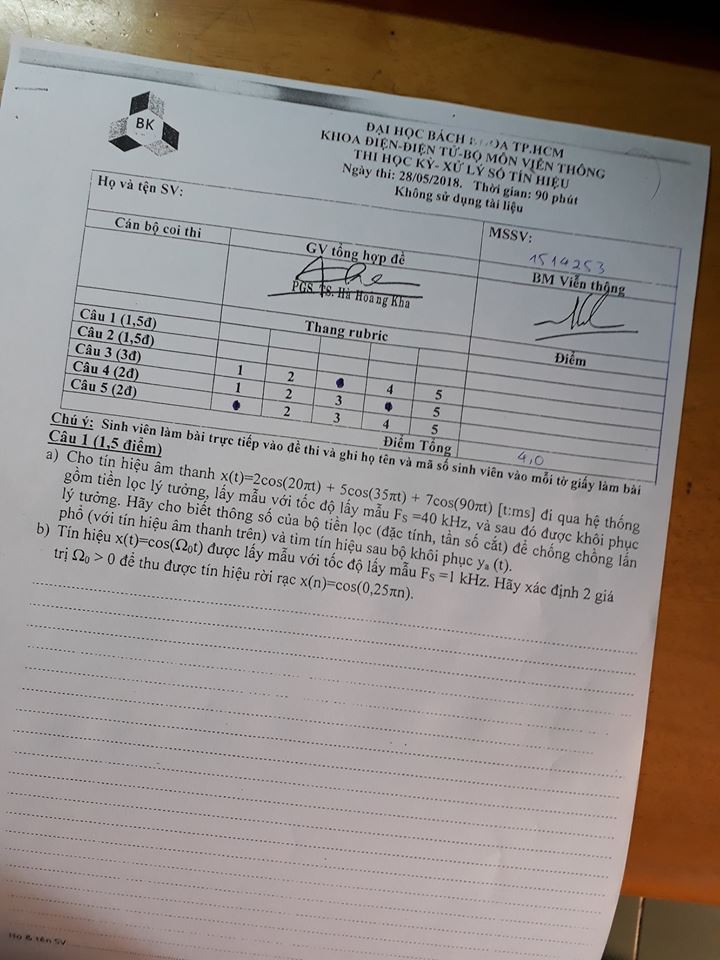 BK
ĐẠI HỌC BÁCH KHOA TP.HCM
KHOA ĐIỆN-ĐIỆN TỬ-BỘ MÔN VIỄN THÔNG
THI HỌC KỲ- XỬ LÝ SỐ TÍN HIỆU
Ngày thi: 28/05/2018. Thời gian: 90 phút
Không sử dụng tài liệu
Họ và tên SV:
MSSV:
1514253
Cán bộ coi thi
GV tổng hợp đề
BM Viễn thông
PGS. TS. Hà Hoàng Kha
Thang rubric
Điểm
Câu 1 (1,5đ)
Câu 2 (1,5đ)
Câu 3 (3đ) 1 2 4 5
Câu 4 (2đ) 1 2 3 5
Câu 5 (2đ) 2 3 4 5
Điểm Tổng 4,0
Chú ý: Sinh viên làm bài trực tiếp vào đề thi và ghi họ tên và mã số sinh viên vào mỗi tờ giấy làm bài
Câu 1 (1,5 điểm)
a) Cho tín hiệu âm thanh x(t)=2cos(20πt) + 5cos(35πt) + 7cos(90πt) [t:ms] đi qua hệ thống
gồm tiền lọc lý tưởng, lấy mẫu với tốc độ lấy mẫu FS =40 kHz, và sau đó được khôi phục
lý tưởng. Hãy cho biết thông số của bộ tiền lọc (đặc tính, tần số cắt) để chống chồng lấn
phổ (với tín hiệu âm thanh trên) và tìm tín hiệu sau bộ khôi phục ya (t).
b) Tín hiệu x(t)=cos(Ω0t) được lấy mẫu với tốc độ lấy mẫu FS =1 kHz. Hãy xác định 2 giá
trị Ω0 > 0 để thu được tín hiệu rời rạc x(n)=cos(0,25πn).
Họ & tên SV